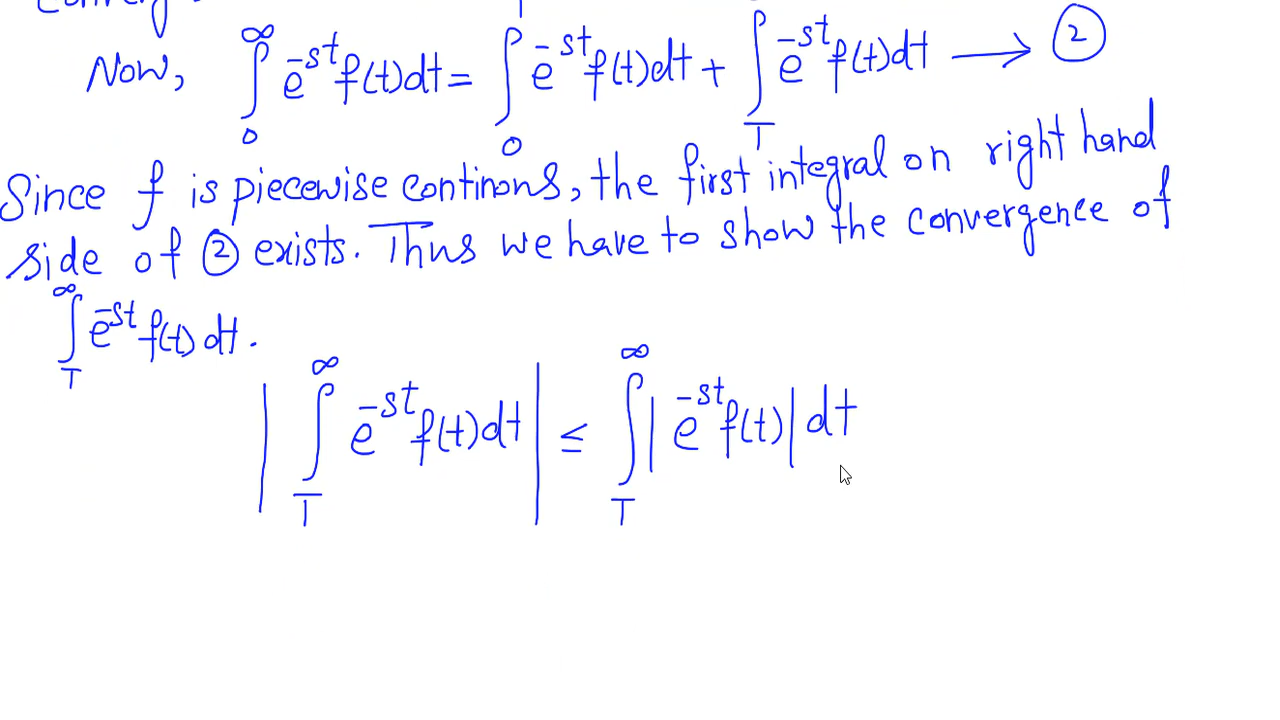 Converg
Now, ∫₀^∞ e^{-st} f(t)dt = ∫₀^T e^{-st} f(t)dt + ∫_T^∞ e^{-st} f(t)dt ⟶ ②
Since f is piecewise continons, the first integral on right hand
side of ② exists. Thus we have to show the convergence of
∫_T^∞ e^{-st} f(t) dt.
| ∫_T^∞ e^{-st} f(t)dt | ≤ ∫_T^∞ | e^{-st} f(t) | dt